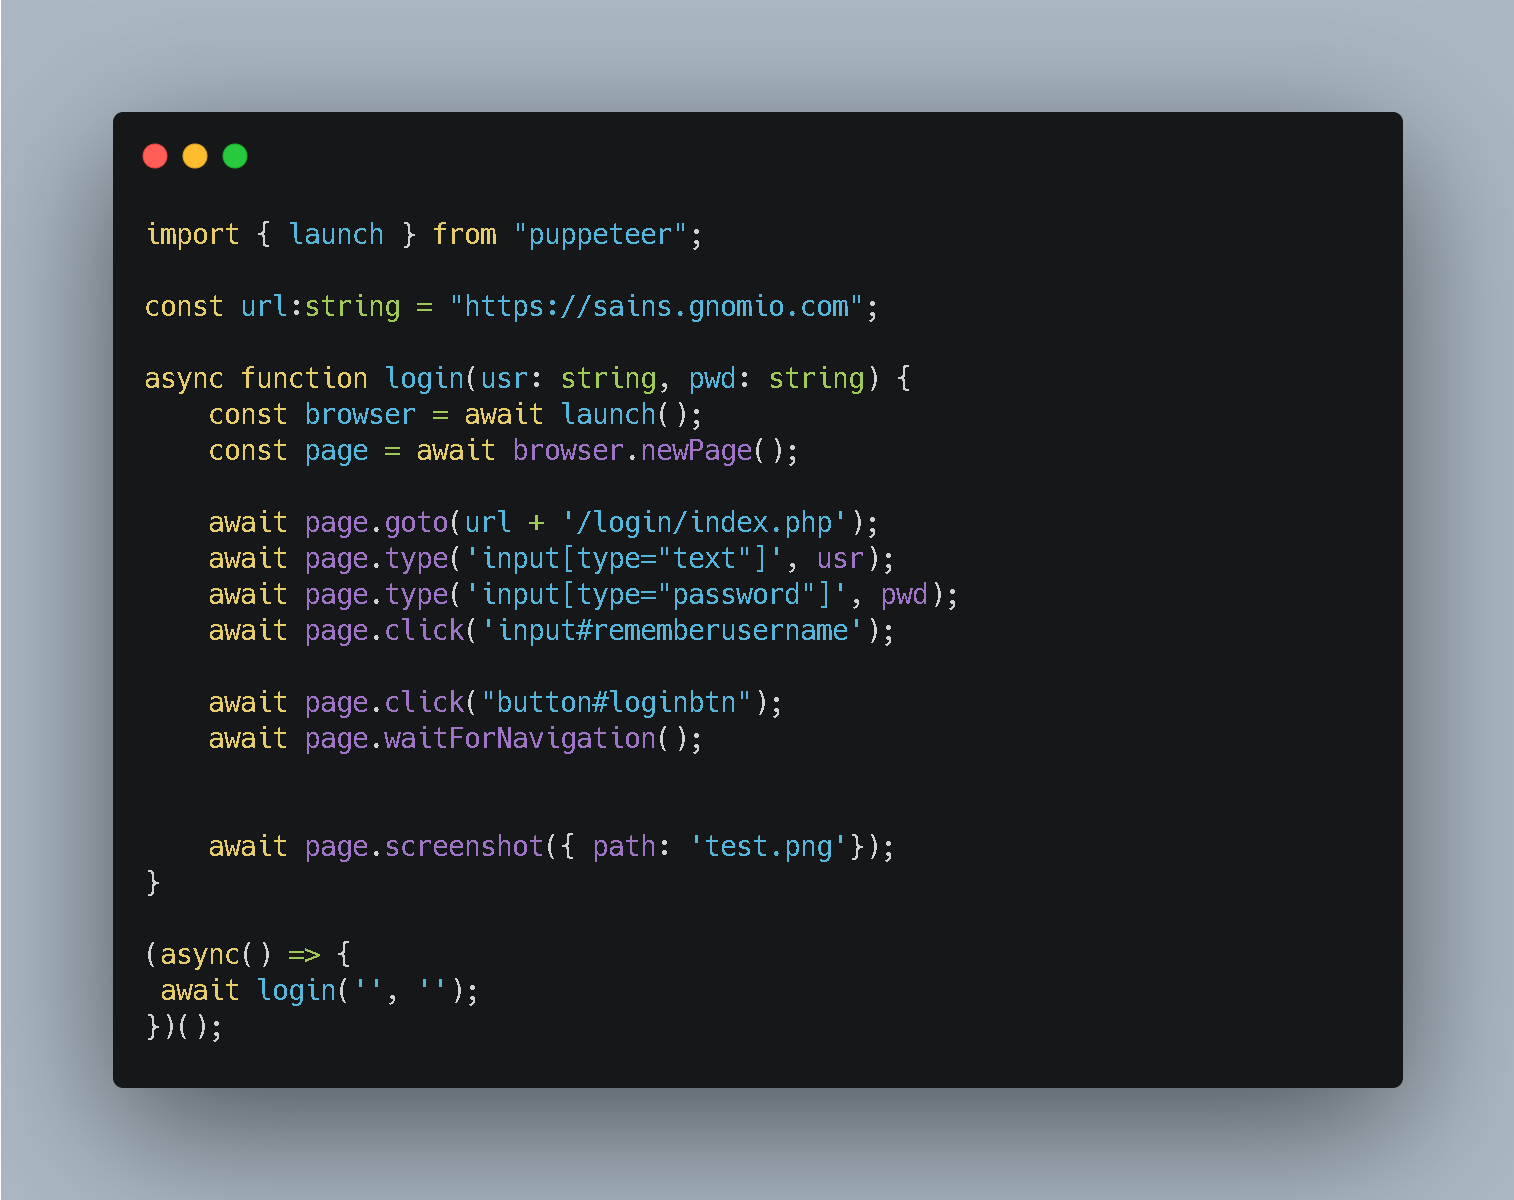 import { launch } from "puppeteer";
const url:string = "https://sains.gnomio.com";
async function login(usr: string, pwd: string) {
    const browser = await launch();
    const page = await browser.newPage();
    await page.goto(url + '/login/index.php');
    await page.type('input[type="text"]', usr);
    await page.type('input[type="password"]', pwd);
    await page.click('input#rememberusername');
    await page.click("button#loginbtn");
    await page.waitForNavigation();
    await page.screenshot({ path: 'test.png'});
}
(async() => {
 await login('', '');
})();